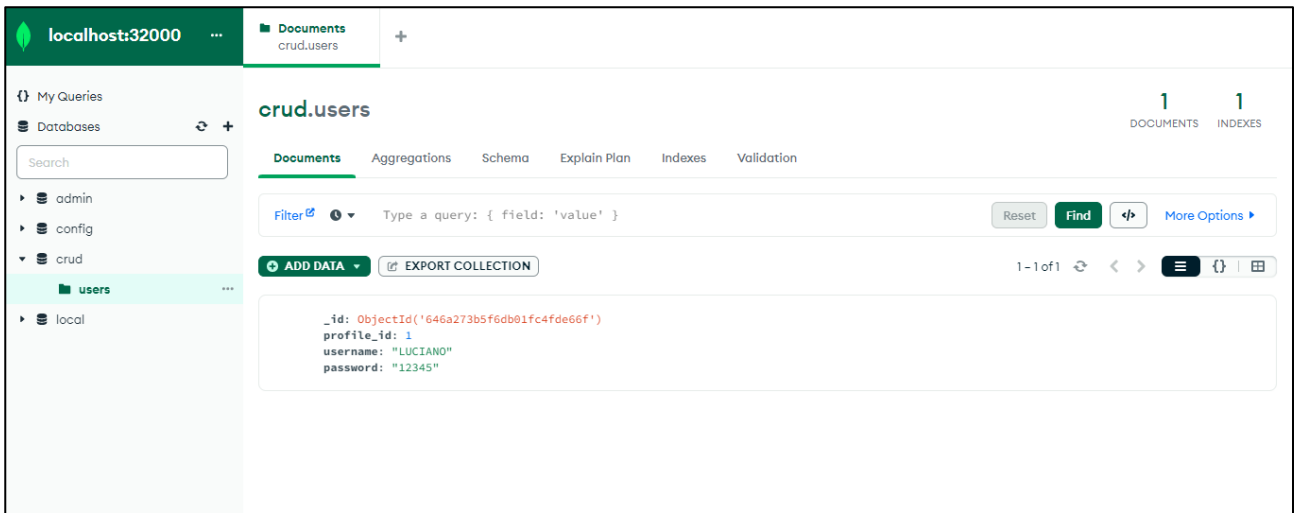 localhost:32000 ...
Documents
crud.users
+
{} My Queries
Databases +
Search
admin
config
crud
users ...
local
crud.users
1 DOCUMENTS
1 INDEXES
Documents Aggregations Schema Explain Plan Indexes Validation
Filter Type a query: { field: 'value' } Reset Find </> More Options
ADD DATA EXPORT COLLECTION 1 – 1 of 1 < > {}
_id: ObjectId('646a273b5f6db01fc4fde66f')
profile_id: 1
username: "LUCIANO"
password: "12345"